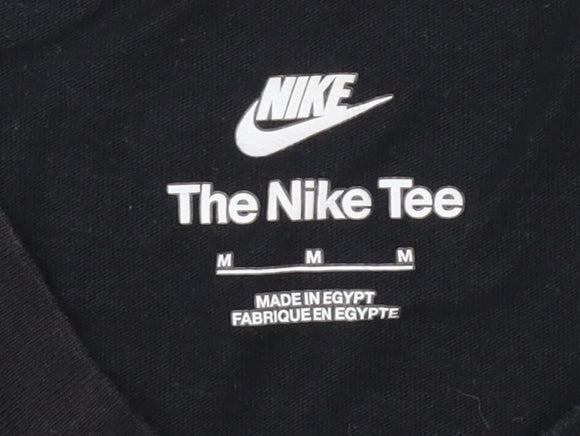 NIKE
The Nike Tee
M M M
MADE IN EGYPT
FABRIQUE EN EGYPTE